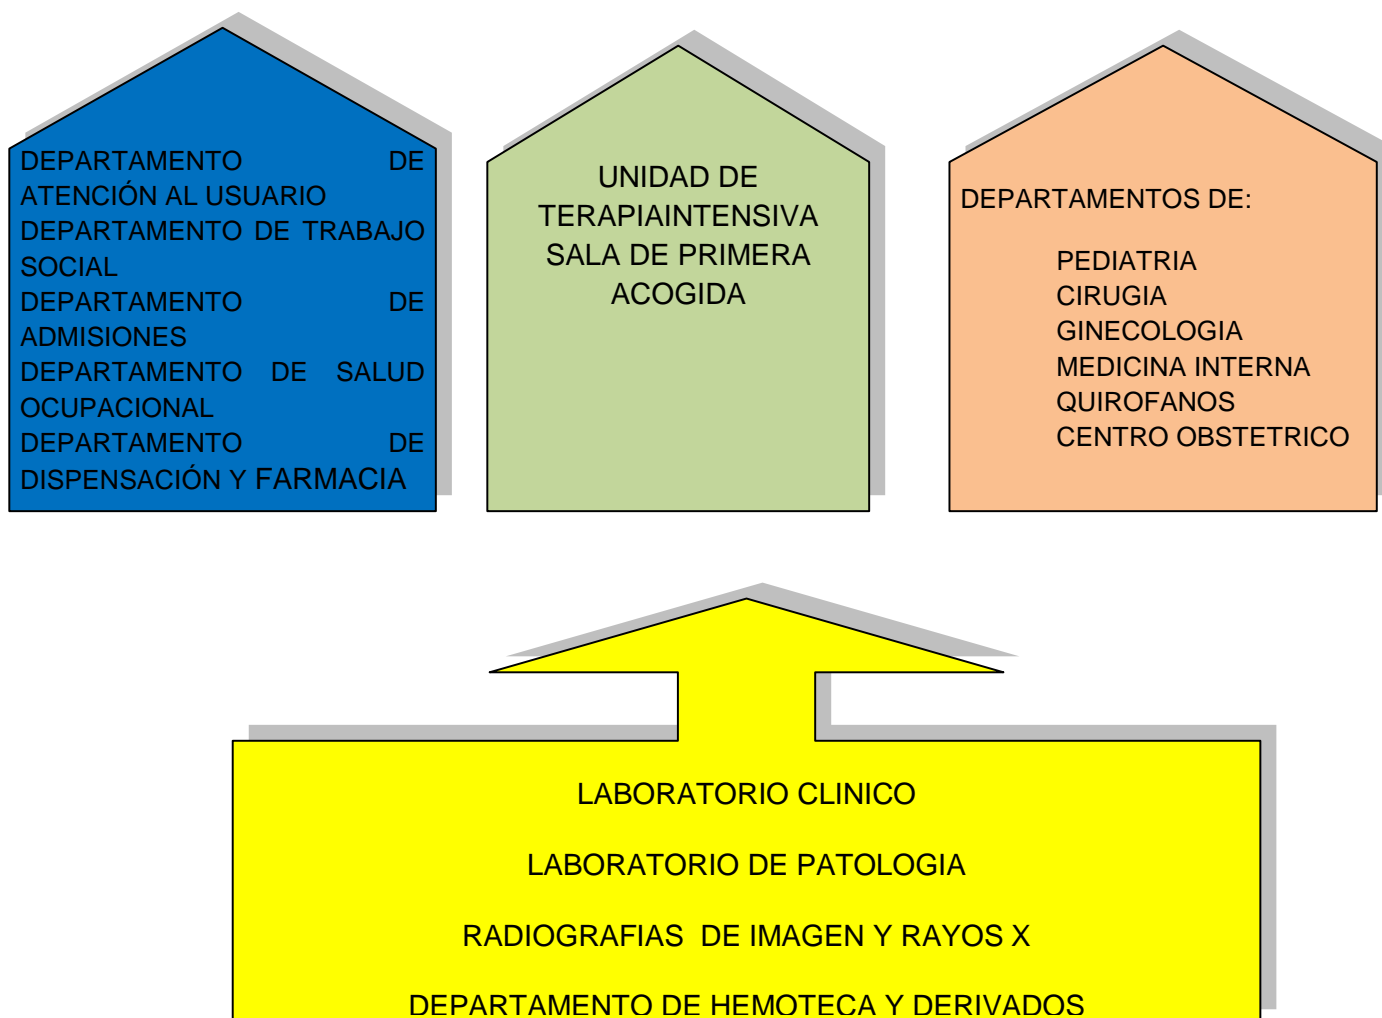 DEPARTAMENTO DE
ATENCIÓN AL USUARIO
DEPARTAMENTO DE TRABAJO
SOCIAL
DEPARTAMENTO DE
ADMISIONES
DEPARTAMENTO DE SALUD
OCUPACIONAL
DEPARTAMENTO DE
DISPENSACIÓN Y FARMACIA
UNIDAD DE
TERAPIAINTENSIVA
SALA DE PRIMERA
ACOGIDA
DEPARTAMENTOS DE:
PEDIATRIA
CIRUGIA
GINECOLOGIA
MEDICINA INTERNA
QUIROFANOS
CENTRO OBSTETRICO
LABORATORIO CLINICO
LABORATORIO DE PATOLOGIA
RADIOGRAFIAS DE IMAGEN Y RAYOS X
DEPARTAMENTO DE HEMOTECA Y DERIVADOS